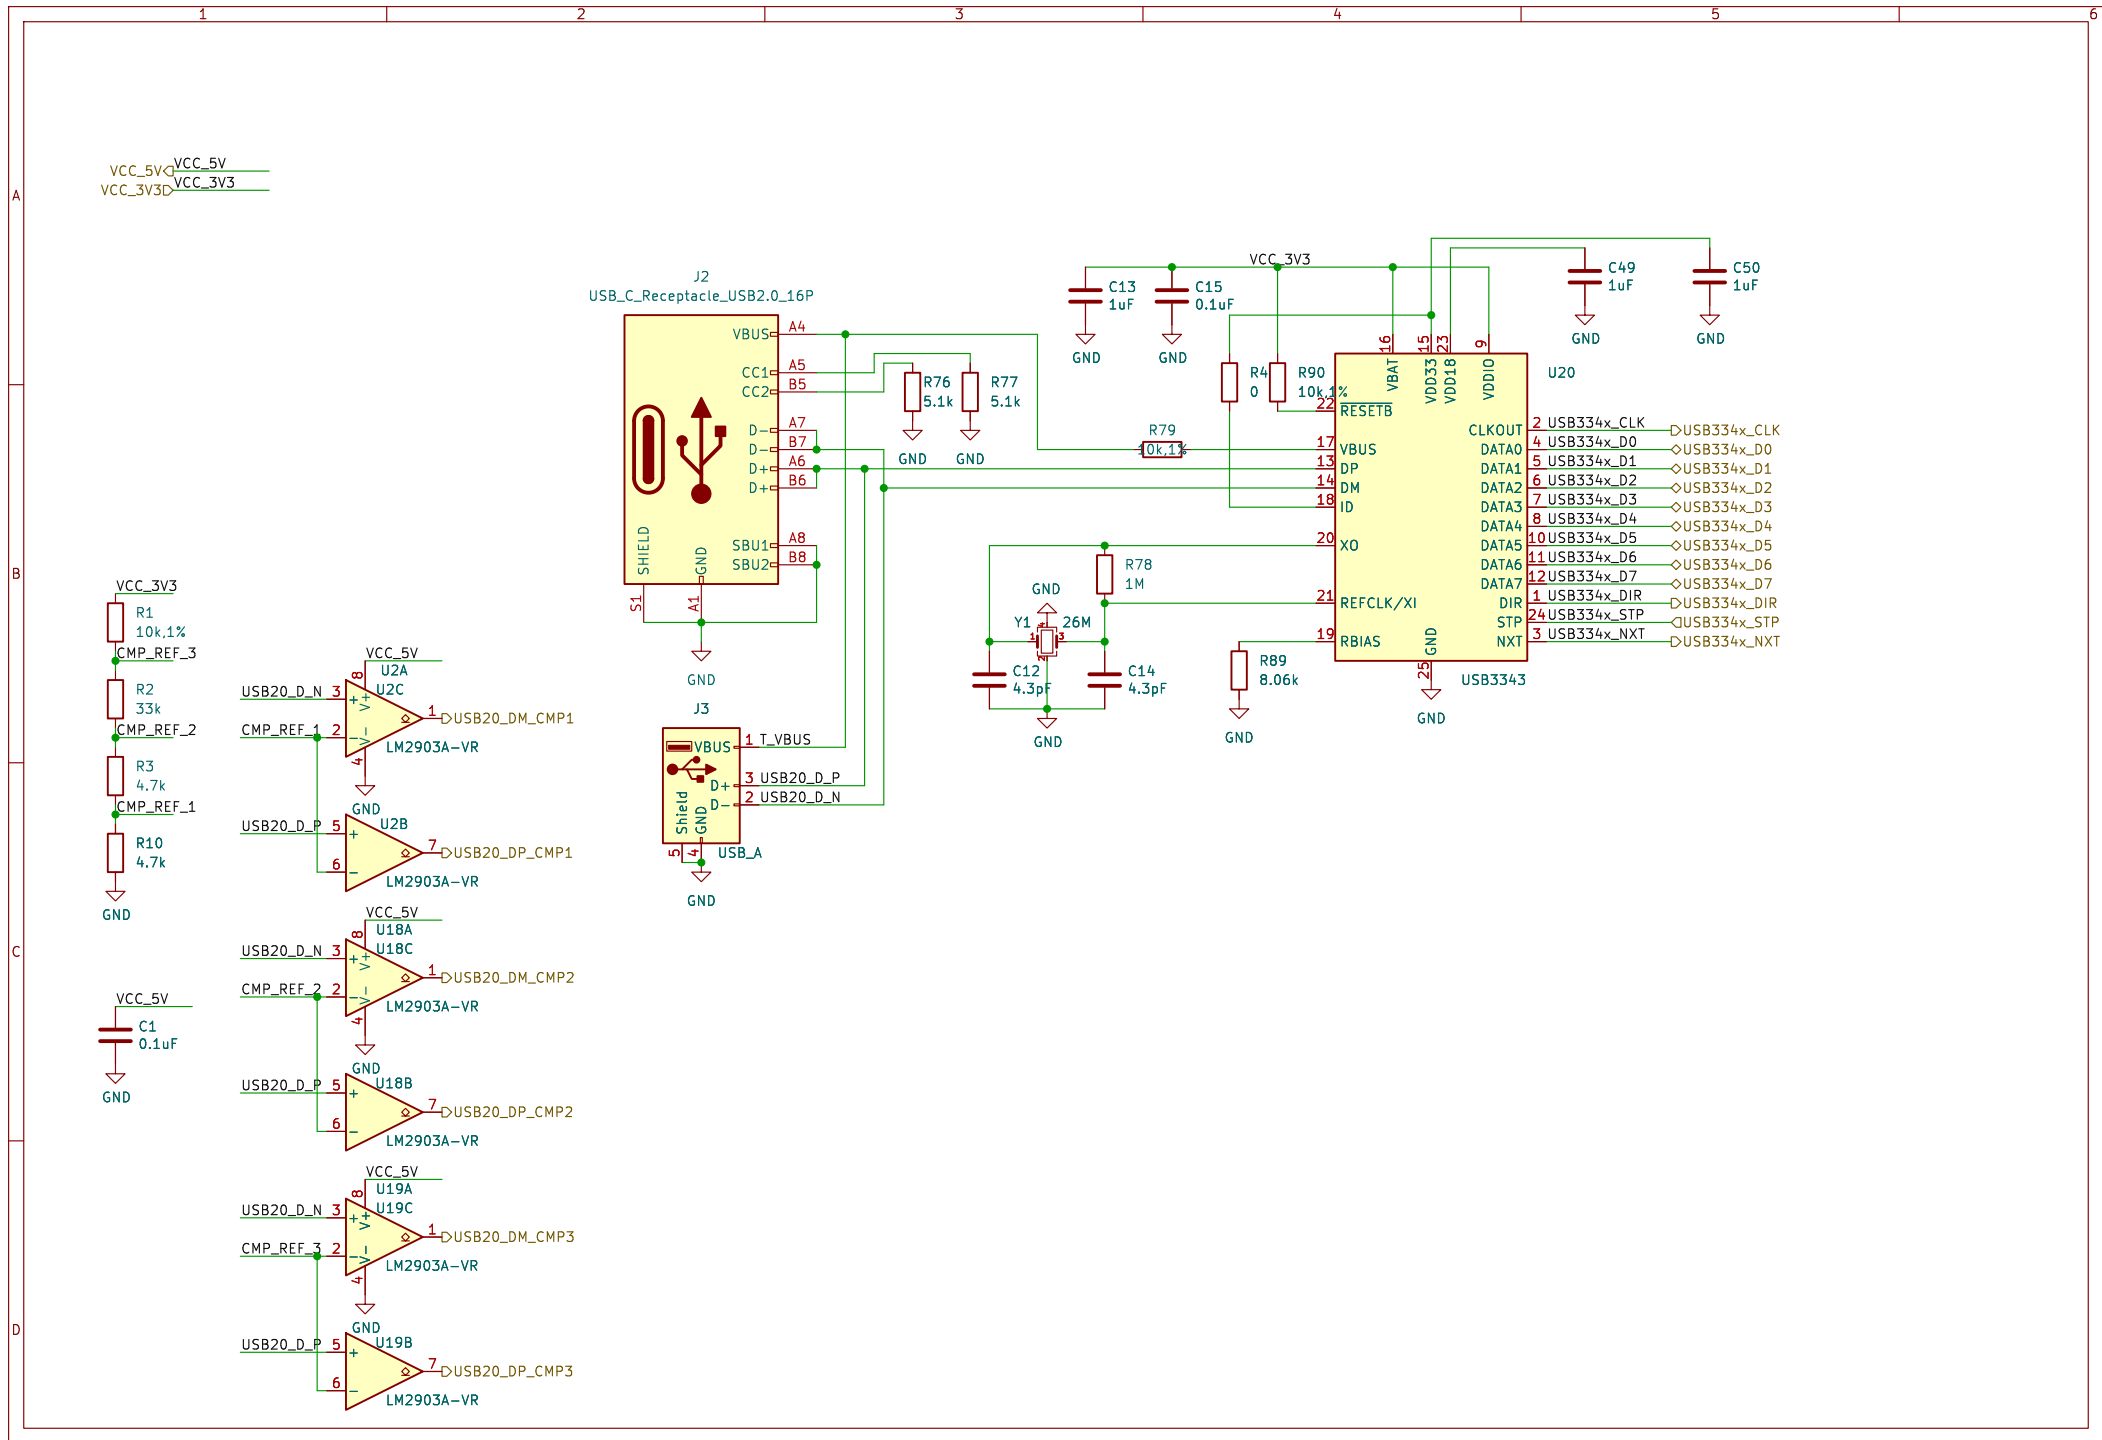 1 2 3 4 5 6
A
B
C
D
VCC_5V VCC_5V
VCC_3V3 VCC_3V3
VCC_3V3
R1
10k,1%
CMP_REF_3
R2
33k
CMP_REF_2
R3
4.7k
CMP_REF_1
R10
4.7k
GND
VCC_5V
C1
0.1uF
GND
VCC_5V
8
U2A
U2C
USB20_D_N 3 + V+
CMP_REF_1 2 - V-
1 USB20_DM_CMP1
LM2903A-VR
4
GND
U2B
USB20_D_P 5 +
6 -
7 USB20_DP_CMP1
LM2903A-VR
VCC_5V
8
U18A
U18C
USB20_D_N 3 + V+
CMP_REF_2 2 - V-
1 USB20_DM_CMP2
LM2903A-VR
4
GND
U18B
USB20_D_P 5 +
6 -
7 USB20_DP_CMP2
LM2903A-VR
VCC_5V
8
U19A
U19C
USB20_D_N 3 + V+
CMP_REF_3 2 - V-
1 USB20_DM_CMP3
LM2903A-VR
4
GND
U19B
USB20_D_P 5 +
6 -
7 USB20_DP_CMP3
LM2903A-VR
J2
USB_C_Receptacle_USB2.0_16P
VBUS A4
CC1 A5
CC2 B5
D- A7
D- B7
D+ A6
D+ B6
SBU1 A8
SBU2 B8
SHIELD GND
S1 A1
GND
R76
5.1k
GND
R77
5.1k
GND
J3
VBUS 1 T_VBUS
D+ 3 USB20_D_P
D- 2 USB20_D_N
Shield GND
5 4
USB_A
GND
VCC_3V3
C13
1uF
GND
C15
0.1uF
GND
R4
0
R90
10k,1%
R79
10k,1%
C49
1uF
GND
C50
1uF
GND
R78
1M
GND
Y1 26M
4
1 3
2
C12
4.3pF
C14
4.3pF
GND
R89
8.06k
GND
U20
16 15 23 9
VBAT VDD33 VDD18 VDDIO
22 RESETB
17 VBUS
13 DP
14 DM
18 ID
20 XO
21 REFCLK/XI
19 RBIAS
CLKOUT 2 USB334x_CLK USB334x_CLK
DATA0 4 USB334x_D0 USB334x_D0
DATA1 5 USB334x_D1 USB334x_D1
DATA2 6 USB334x_D2 USB334x_D2
DATA3 7 USB334x_D3 USB334x_D3
DATA4 8 USB334x_D4 USB334x_D4
DATA5 10 USB334x_D5 USB334x_D5
DATA6 11 USB334x_D6 USB334x_D6
DATA7 12 USB334x_D7 USB334x_D7
DIR 1 USB334x_DIR USB334x_DIR
STP 24 USB334x_STP USB334x_STP
NXT 3 USB334x_NXT USB334x_NXT
GND
25
USB3343
GND